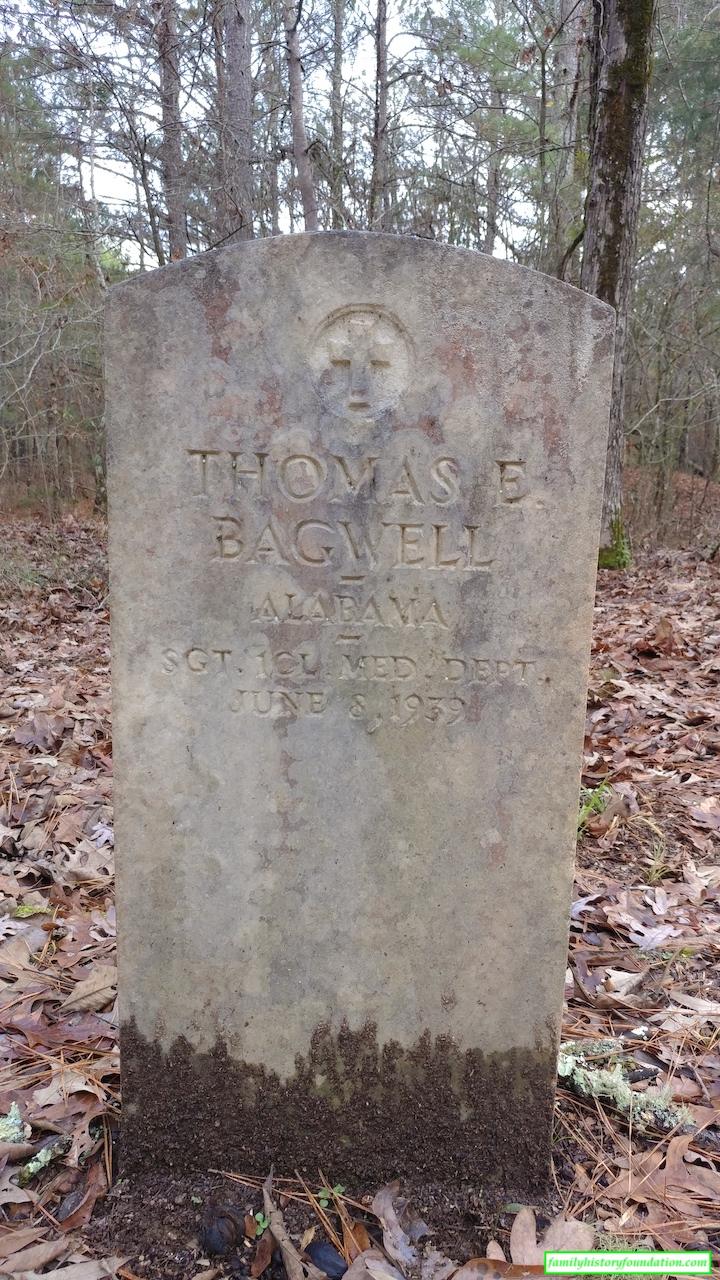 THOMAS E.
BAGWELL
ALABAMA
SGT. 1CL. MED. DEPT.
JUNE 8, 1939
familyhistoryfoundation.com